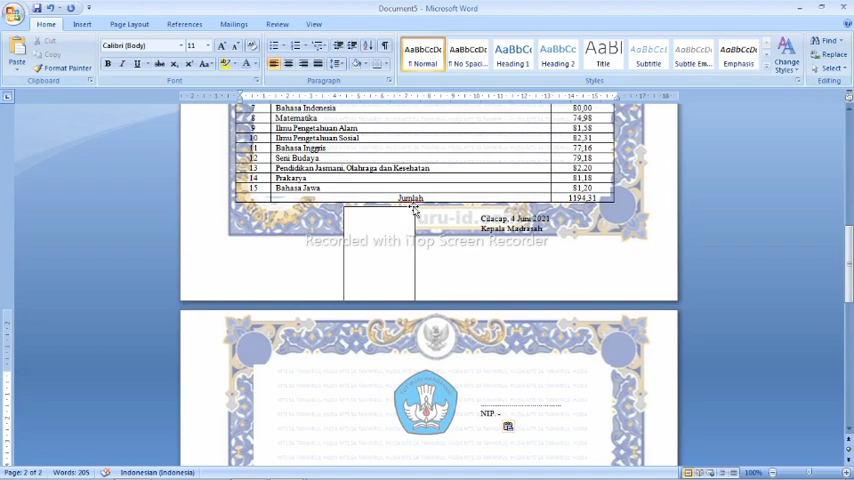 Document5 - Microsoft Word
Home Insert Page Layout References Mailings Review View
Cut
Copy
Format Painter
Paste
Clipboard
Calibri (Body) 11
Font
Paragraph
AaBbCcDc AaBbCcDc AaBbC AaBbCc AaBl AaBbCcl AaBbCcDc AaBbCcDc
¶ Normal ¶ No Spaci... Heading 1 Heading 2 Title Subtitle Subtle Em... Emphasis
Styles
Change Styles
Find
Replace
Select
Editing
7 Bahasa Indonesia 80,00
8 Matematika 74,98
9 Ilmu Pengetahuan Alam 81,58
10 Ilmu Pengetahuan Sosial 82,31
11 Bahasa Inggris 77,16
12 Seni Budaya 79,18
13 Pendidikan Jasmani, Olahraga dan Kesehatan 82,20
14 Prakarya 81,18
15 Bahasa Jawa 81,20
Jumlah 1194,31
uru-id.
Cilacap, 4 Juni 2021
Kepala Madrasah
Recorded with iTop Screen Recorder
NIP. -
Page: 2 of 2 Words: 205 Indonesian (Indonesia) 100%